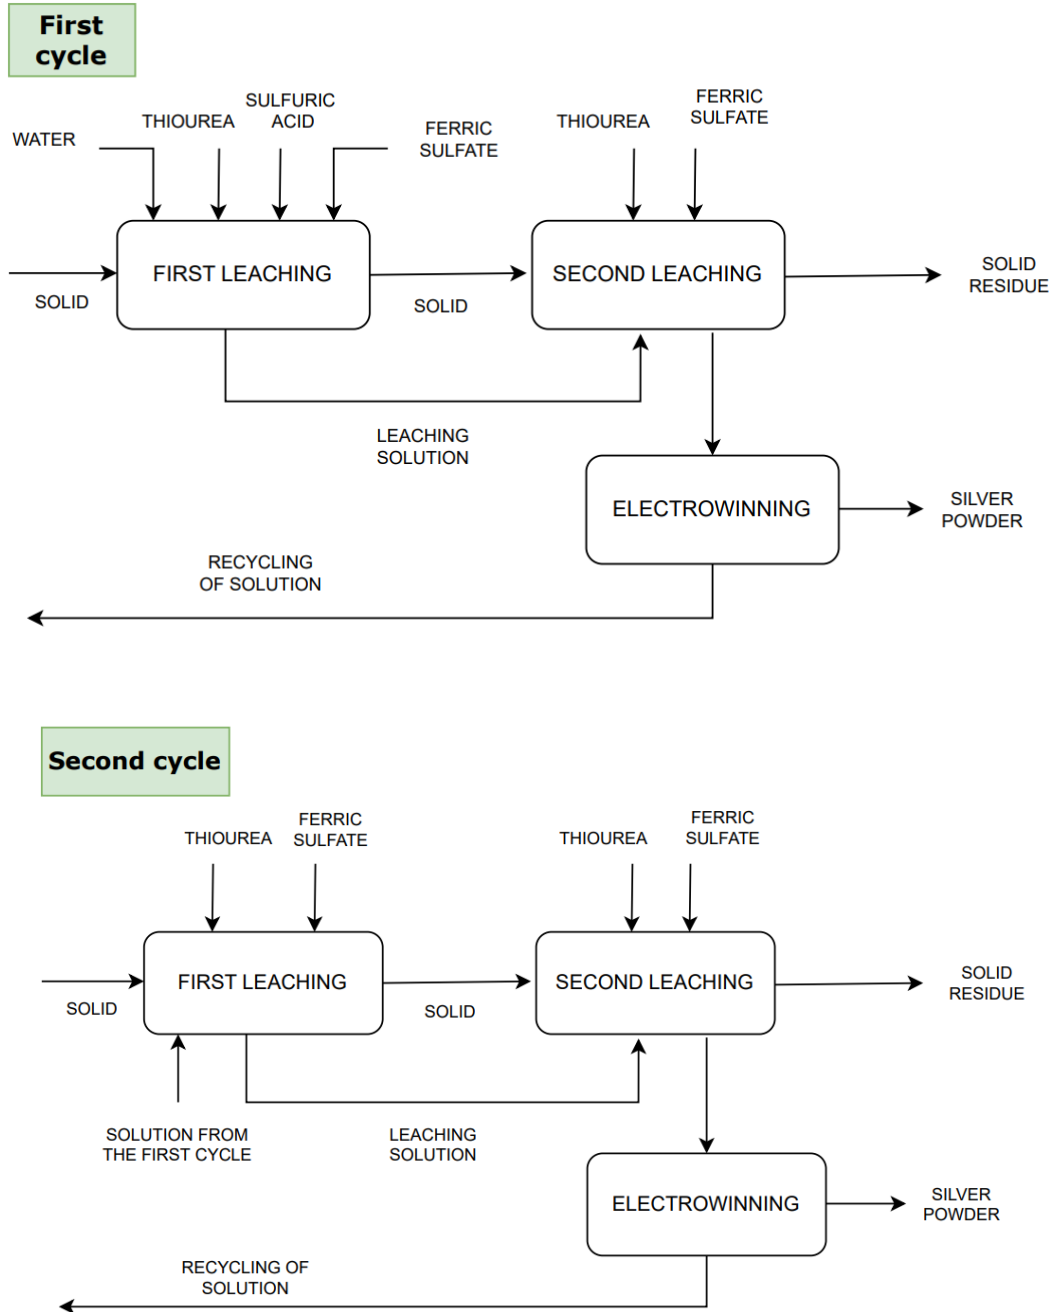 First
cycle
WATER
THIOUREA
SULFURIC
ACID
FERRIC
SULFATE
THIOUREA
FERRIC
SULFATE
FIRST LEACHING
SECOND LEACHING
SOLID
SOLID
SOLID
RESIDUE
LEACHING
SOLUTION
ELECTROWINNING
SILVER
POWDER
RECYCLING
OF SOLUTION
Second cycle
THIOUREA
FERRIC
SULFATE
THIOUREA
FERRIC
SULFATE
FIRST LEACHING
SECOND LEACHING
SOLID
SOLID
SOLID
RESIDUE
SOLUTION FROM
THE FIRST CYCLE
LEACHING
SOLUTION
ELECTROWINNING
SILVER
POWDER
RECYCLING OF
SOLUTION